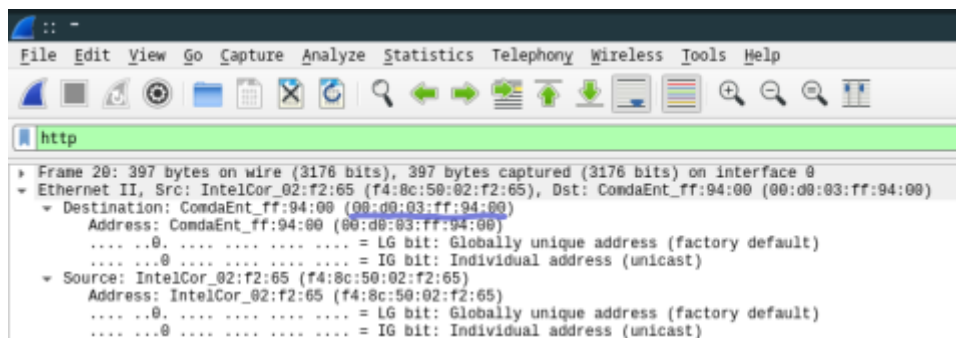 :: -
File Edit View Go Capture Analyze Statistics Telephony Wireless Tools Help
http
Frame 20: 397 bytes on wire (3176 bits), 397 bytes captured (3176 bits) on interface 0
Ethernet II, Src: IntelCor_02:f2:65 (f4:8c:50:02:f2:65), Dst: ComdaEnt_ff:94:00 (00:d0:03:ff:94:00)
Destination: ComdaEnt_ff:94:00 (00:d0:03:ff:94:00)
Address: ComdaEnt_ff:94:00 (00:d0:03:ff:94:00)
.... ..0. .... .... .... .... = LG bit: Globally unique address (factory default)
.... ...0 .... .... .... .... = IG bit: Individual address (unicast)
Source: IntelCor_02:f2:65 (f4:8c:50:02:f2:65)
Address: IntelCor_02:f2:65 (f4:8c:50:02:f2:65)
.... ..0. .... .... .... .... = LG bit: Globally unique address (factory default)
.... ...0 .... .... .... .... = IG bit: Individual address (unicast)